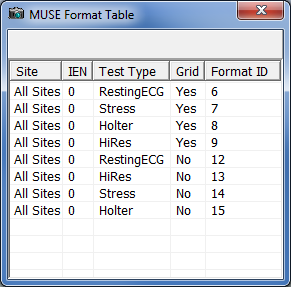 MUSE Format Table
Site IEN Test Type Grid Format ID
All Sites 0 RestingECG Yes 6
All Sites 0 Stress Yes 7
All Sites 0 Holter Yes 8
All Sites 0 HiRes Yes 9
All Sites 0 RestingECG No 12
All Sites 0 HiRes No 13
All Sites 0 Stress No 14
All Sites 0 Holter No 15